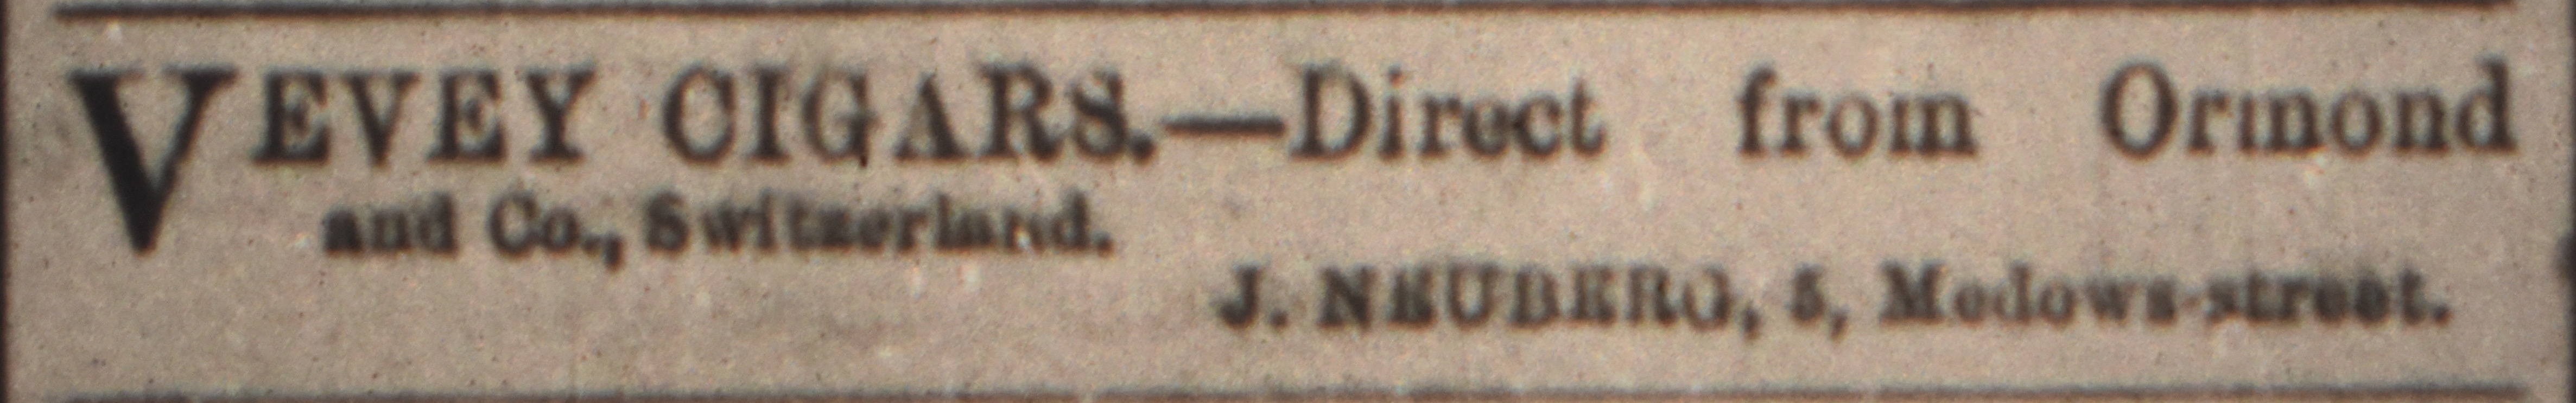 VEVEY CIGARS.—Direct from Ormond
and Co., Switzerland.
J. NEUBERG, 5, Medows-street.